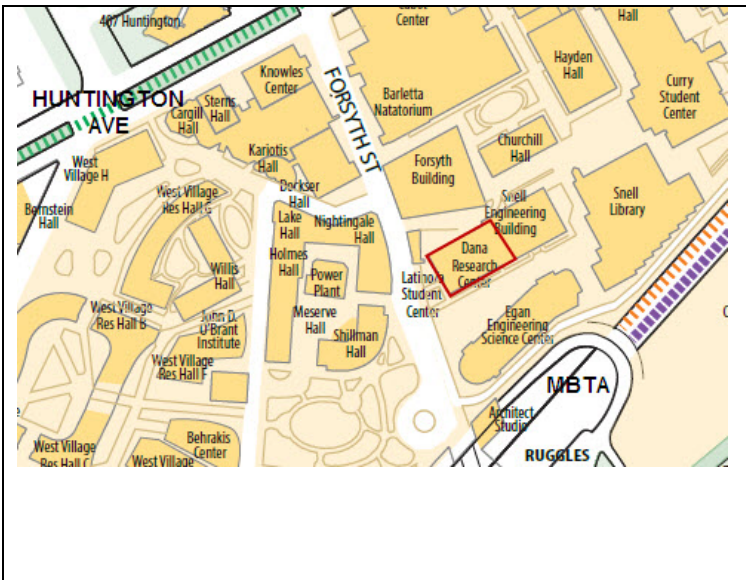 407 Huntington
Cabot
Center
Hayden
Hall
Knowles
Center
FORSYTH ST
Curry
Student
Center
Barletta
Natatorium
HUNTINGTON
AVE
Sterns
Hall
Cargill
Hall
Churchill
Hall
Kariotis
Hall
Forsyth
Building
West
Village H
Dockser
Hall
Snell
Engineering
Building
Snell
Library
West Village
Res Hall G
Bernstein
Hall
Lake
Hall
Nightingale
Hall
Dana
Research
Center
Holmes
Hall
Willis
Hall
Power
Plant
Latino/a
Student
Center
West Village
Res Hall B
Meserve
Hall
Egan
Engineering
Science Center
John D.
O'Brant
Institute
Shillman
Hall
West Village
Res Hall F
MBTA
Architect
Studio
Behrakis
Center
West Village
Res Hall C
West Village
RUGGLES